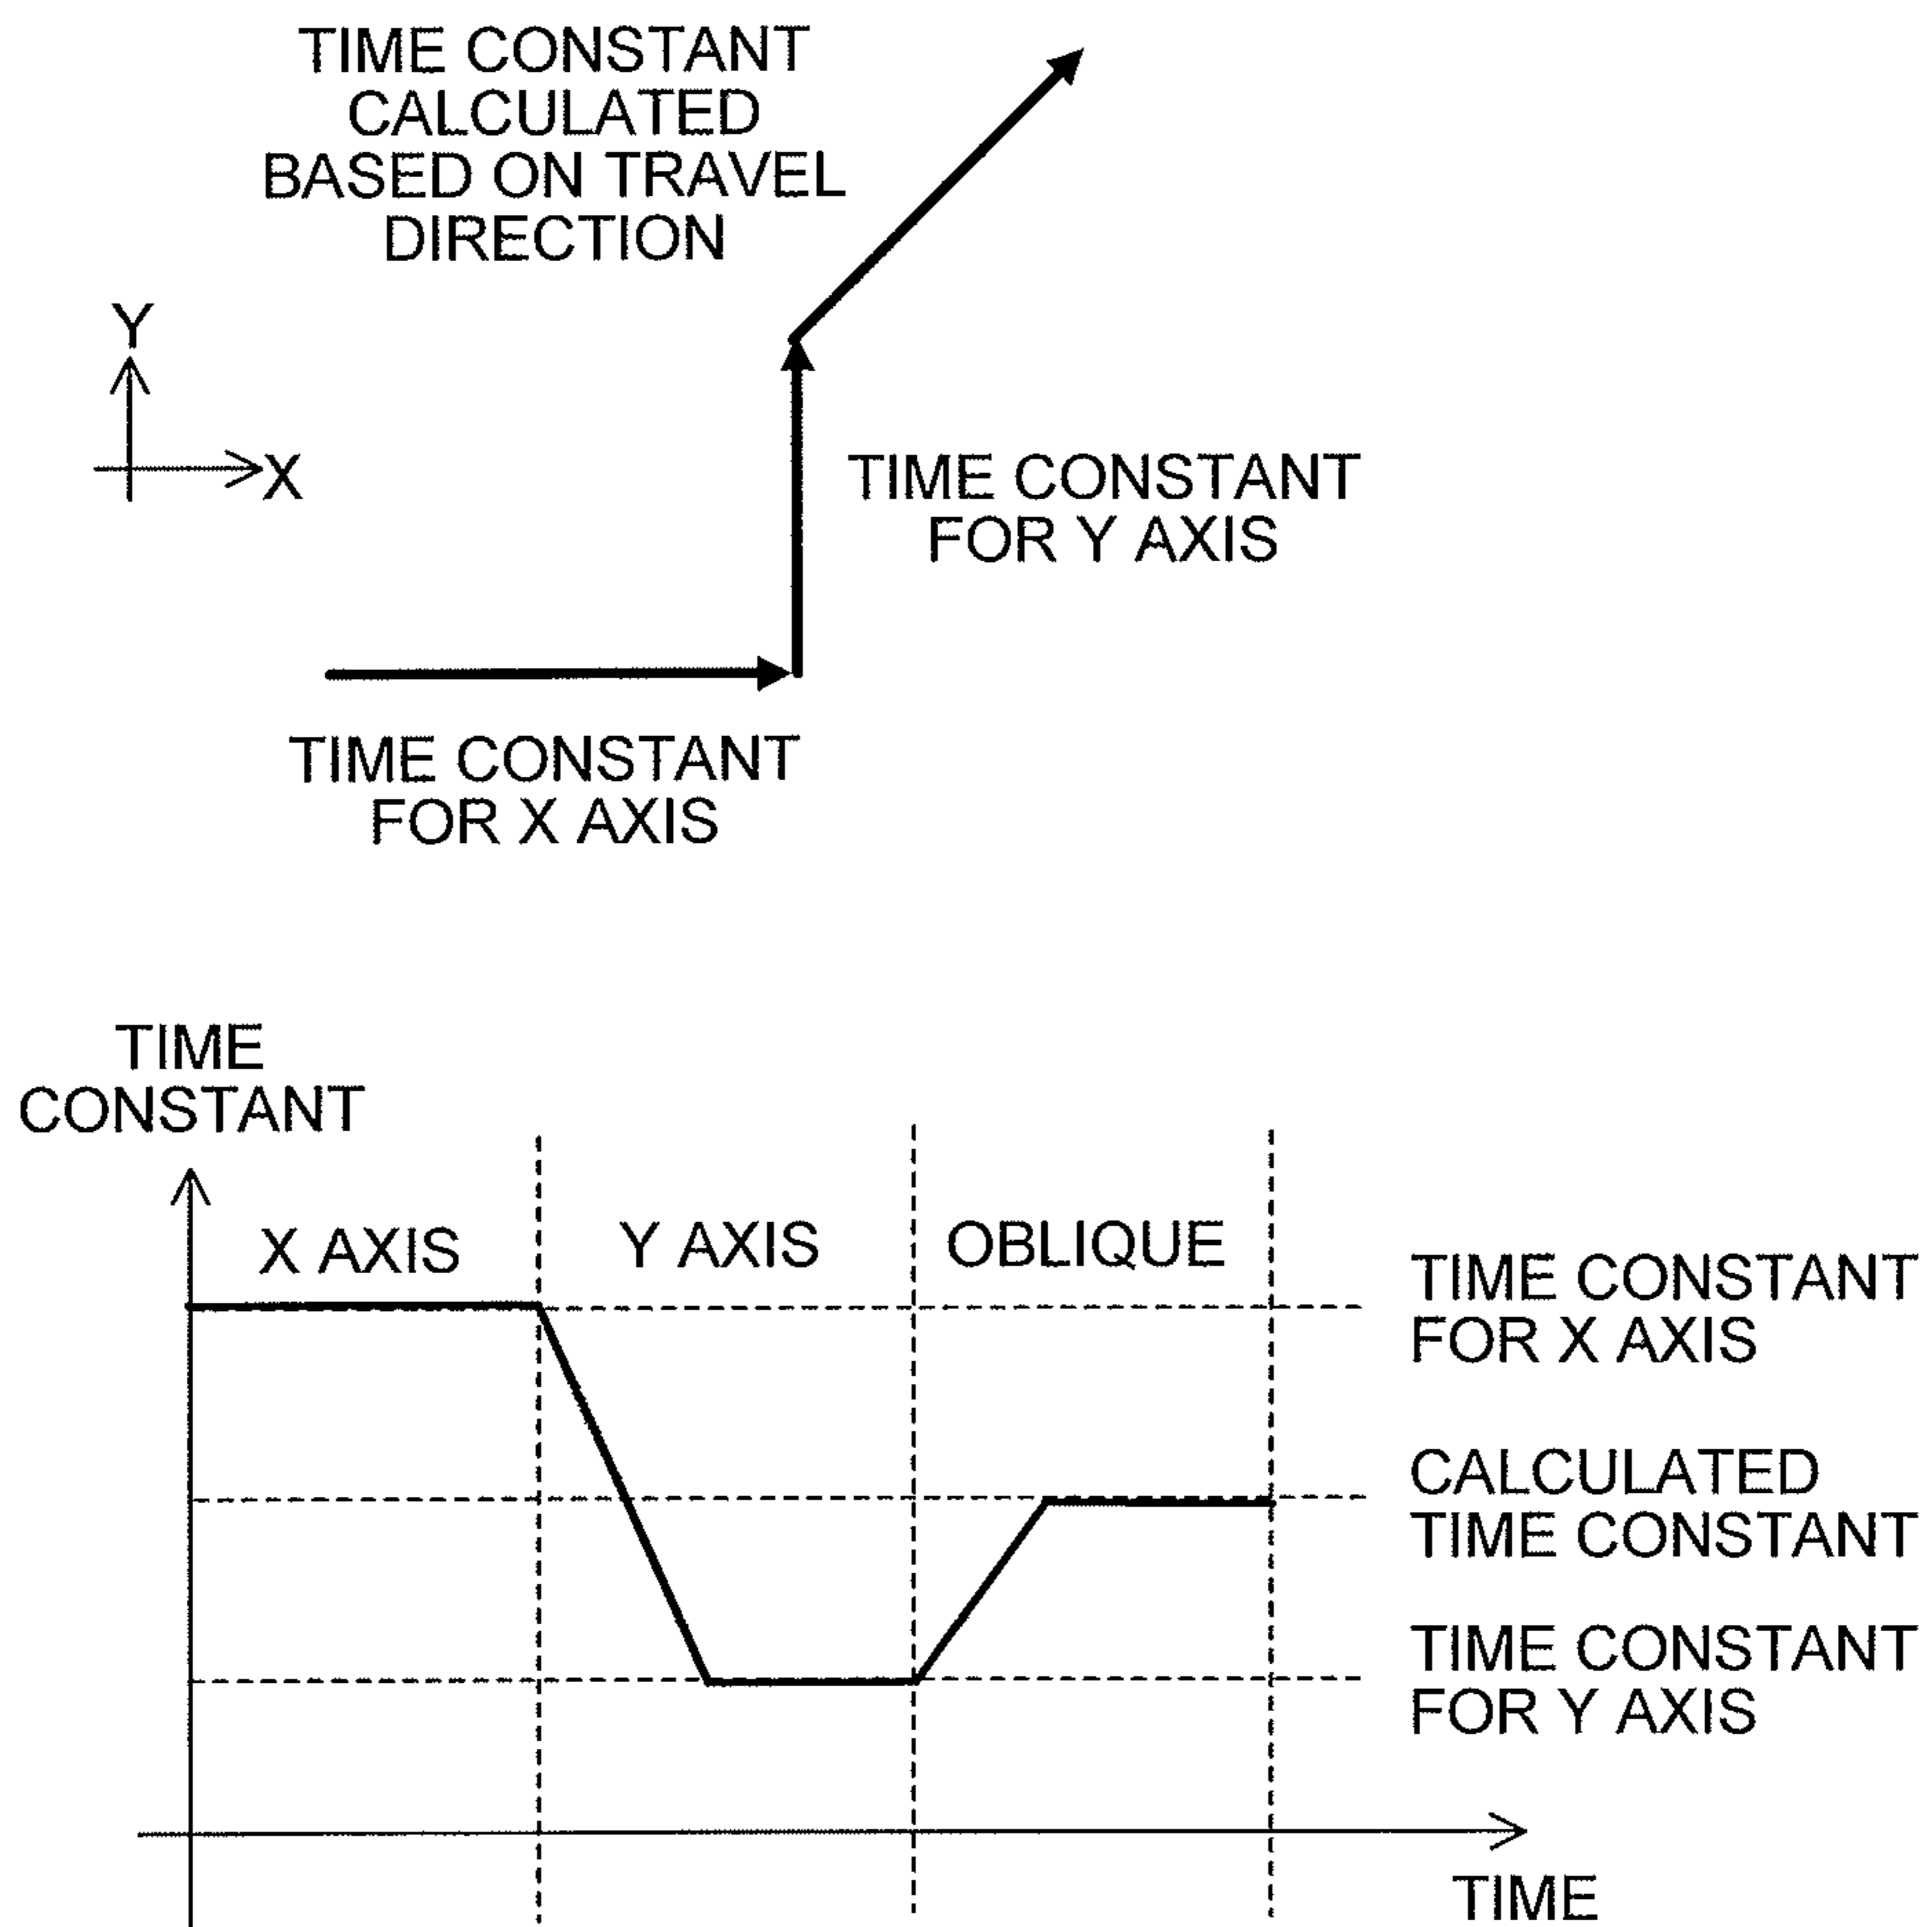 TIME CONSTANT
CALCULATED
BASED ON TRAVEL
DIRECTION
Y
X
TIME CONSTANT
FOR Y AXIS
TIME CONSTANT
FOR X AXIS
TIME
CONSTANT
X AXIS
Y AXIS
OBLIQUE
TIME CONSTANT
FOR X AXIS
CALCULATED
TIME CONSTANT
TIME CONSTANT
FOR Y AXIS
TIME